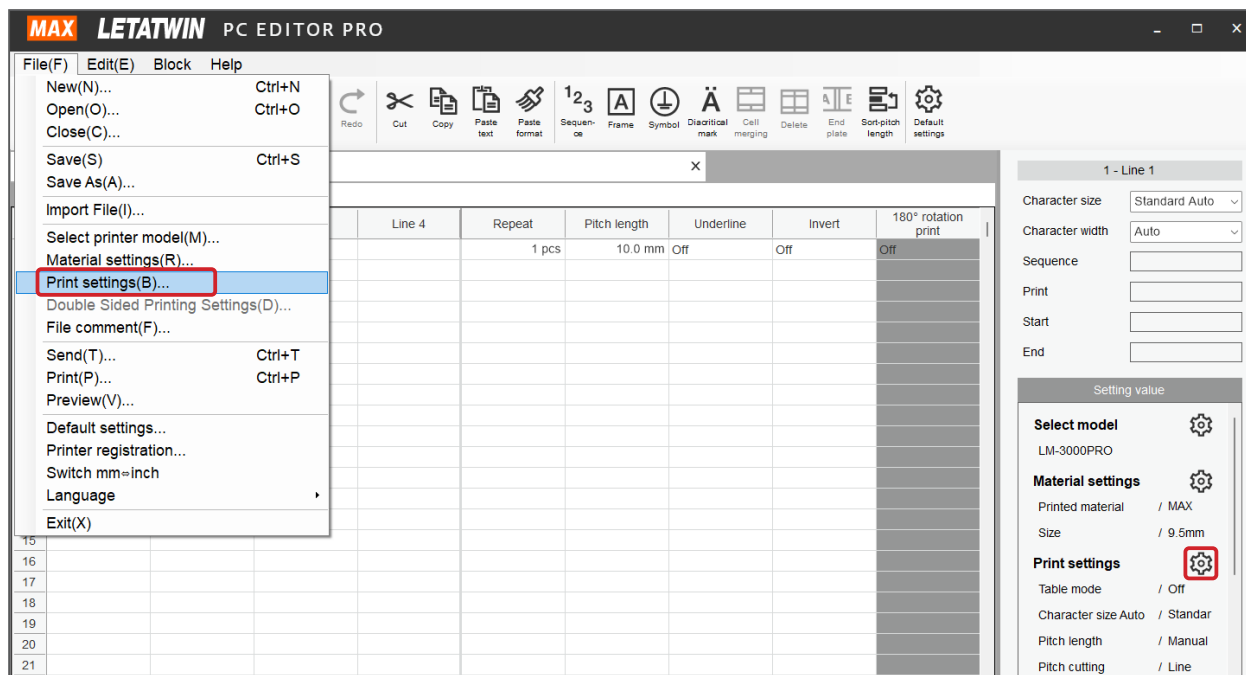 MAX LETATWIN PC EDITOR PRO
File(F) Edit(E) Block Help
New(N)... Ctrl+N
Open(O)... Ctrl+O
Close(C)...
Save(S) Ctrl+S
Save As(A)...
Import File(I)...
Select printer model(M)...
Material settings(R)...
Print settings(B)...
Double Sided Printing Settings(D)...
File comment(F)...
Send(T)... Ctrl+T
Print(P)... Ctrl+P
Preview(V)...
Default settings...
Printer registration...
Switch mm⇔inch
Language
Exit(X)
Redo
Cut
Copy
Paste
text
Paste
format
123
Sequen-
ce
A
Frame
Symbol
Ä
Diacritical
mark
Cell
merging
Delete
A E
End
plate
Sort-pitch
length
Default
settings
Line 4 Repeat Pitch length Underline Invert 180° rotation
print
1 pcs 10.0 mm Off Off Off
15
16
17
18
19
20
21
1 - Line 1
Character size Standard Auto
Character width Auto
Sequence
Print
Start
End
Setting value
Select model
LM-3000PRO
Material settings
Printed material / MAX
Size / 9.5mm
Print settings
Table mode / Off
Character size Auto / Standar
Pitch length / Manual
Pitch cutting / Line